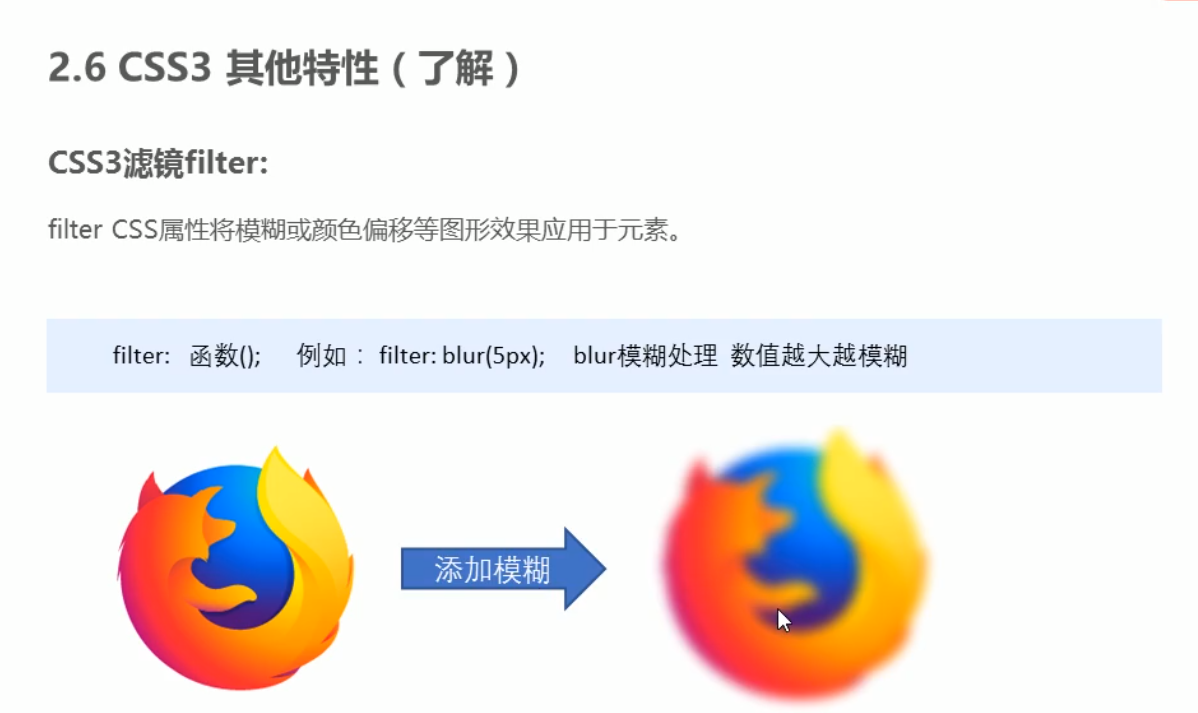 2.6 CSS3 其他特性（了解）
CSS3滤镜filter:
filter CSS属性将模糊或颜色偏移等图形效果应用于元素。
filter: 函数(); 例如： filter: blur(5px); blur模糊处理 数值越大越模糊
添加模糊